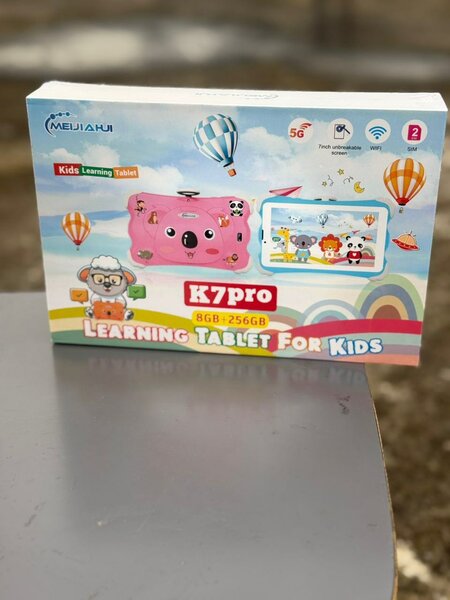 MEIJIAHUI
5G
7inch unbreakable
screen
WIFI
2
SIM
Kids Learning Tablet
K7pro
8GB+256GB
LEARNING TABLET FOR KIDS